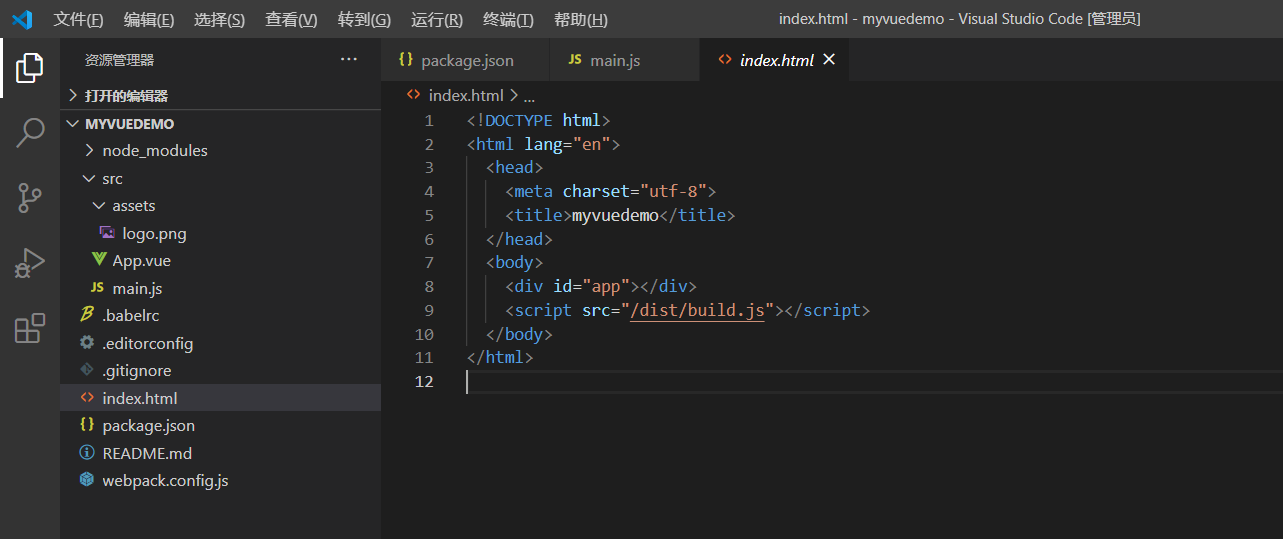 文件(F) 编辑(E) 选择(S) 查看(V) 转到(G) 运行(R) 终端(T) 帮助(H) index.html - myvuedemo - Visual Studio Code [管理员]
资源管理器 ...
打开的编辑器
MYVUEDEMO
node_modules
src
assets
logo.png
App.vue
JS main.js
.babelrc
.editorconfig
.gitignore
<> index.html
{} package.json
README.md
webpack.config.js
{} package.json JS main.js <> index.html ×
<> index.html > ...
1 <!DOCTYPE html>
2 <html lang="en">
3 <head>
4 <meta charset="utf-8">
5 <title>myvuedemo</title>
6 </head>
7 <body>
8 <div id="app"></div>
9 <script src="/dist/build.js"></script>
10 </body>
11 </html>
12